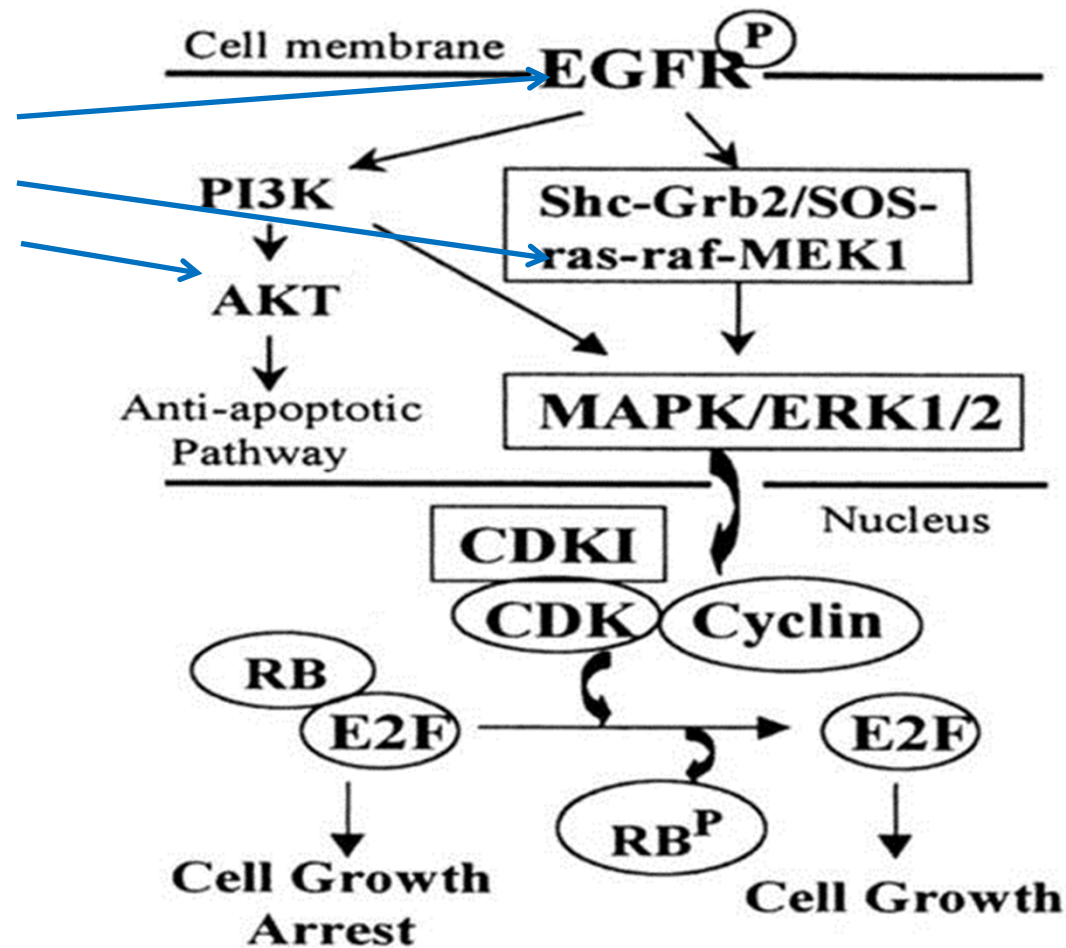 Cell membrane
EGFR
P
PI3K
Shc-Grb2/SOS-
ras-raf-MEK1
AKT
Anti-apoptotic
Pathway
MAPK/ERK1/2
Nucleus
CDKI
CDK
Cyclin
RB
E2F
E2F
RBᴾ
Cell Growth
Arrest
Cell Growth